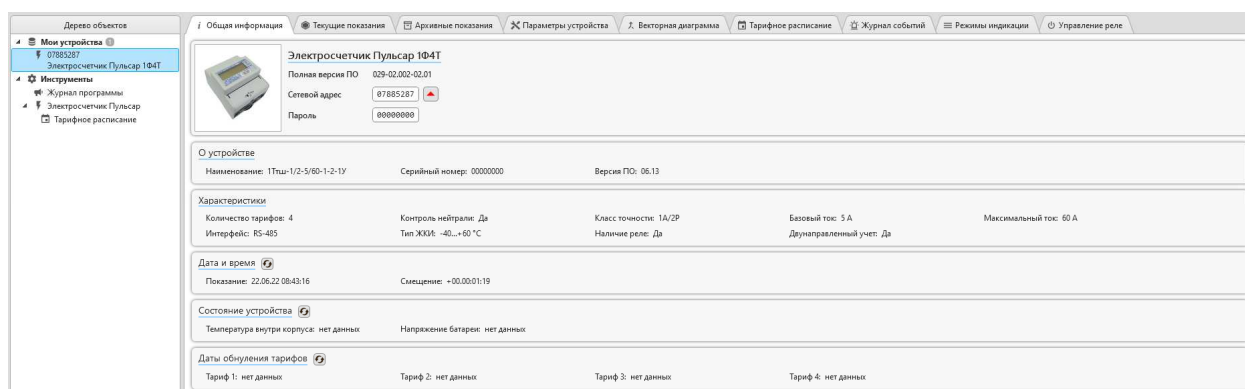 Дерево объектов
Мои устройства 1
07885287
Электросчетчик Пульсар 1Ф4Т
Инструменты
Журнал программы
Электросчетчик Пульсар
Тарифное расписание
Общая информация Текущие показания Архивные показания Параметры устройства Векторная диаграмма Тарифное расписание Журнал событий Режимы индикации Управление реле
Электросчетчик Пульсар 1Ф4Т
Полная версия ПО 029-02.002-02.01
Сетевой адрес 07885287
Пароль 00000000
О устройстве
Наименование: 1Ттш-1/2-5/60-1-2-1У Серийный номер: 00000000 Версия ПО: 06.13
Характеристики
Количество тарифов: 4 Контроль нейтрали: Да Класс точности: 1А/2Р Базовый ток: 5 А Максимальный ток: 60 А
Интерфейс: RS-485 Тип ЖКИ: -40...+60 °C Наличие реле: Да Двунаправленный учет: Да
Дата и время
Показание: 22.06.22 08:43:16 Смещение: +00.00:01:19
Состояние устройства
Температура внутри корпуса: нет данных Напряжение батареи: нет данных
Даты обнуления тарифов
Тариф 1: нет данных Тариф 2: нет данных Тариф 3: нет данных Тариф 4: нет данных